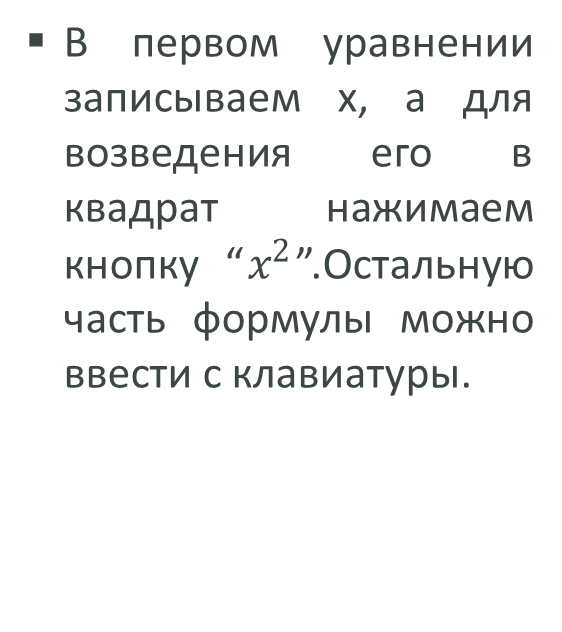 ▪ В первом уравнении
записываем х, а для
возведения его в
квадрат нажимаем
кнопку “x²”.Остальную
часть формулы можно
ввести с клавиатуры.